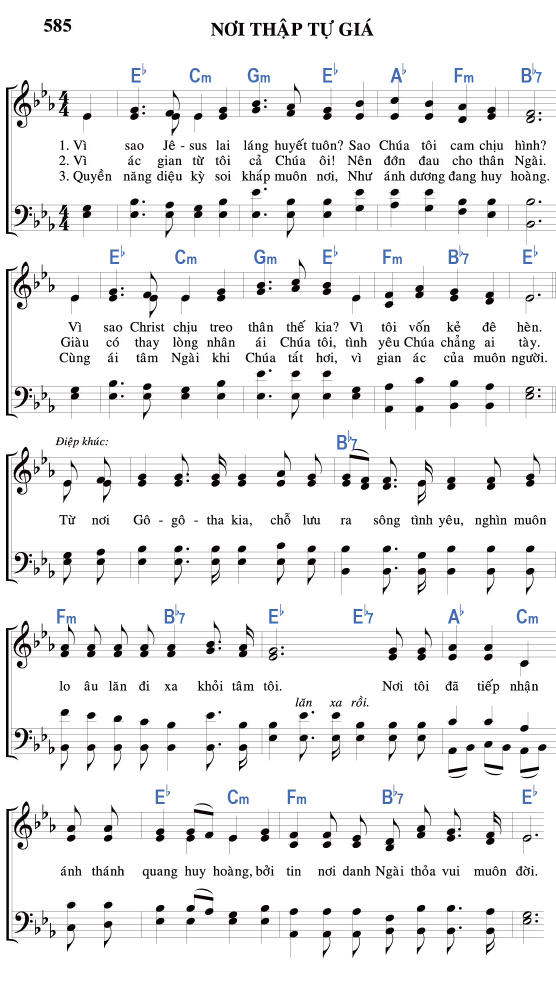 585
NƠI THẬP TỰ GIÁ
E♭ Cm Gm E♭ A♭ Fm B♭7
1. Vì sao Jê - sus lai láng huyết tuôn? Sao Chúa tôi cam chịu hình?
2. Vì ác gian từ tôi cả Chúa ôi! Nên đớn đau cho thân Ngài.
3. Quyền năng diệu kỳ soi khắp muôn nơi, Như ánh dương đang huy hoàng.
E♭ Cm Gm E♭ Fm B♭7 E♭
Vì sao Christ chịu treo thân thế kia? Vì tôi vốn kẻ đê hèn.
Giàu có thay lòng nhân ái Chúa tôi, tình yêu Chúa chẳng ai tày.
Cùng ái tâm Ngài khi Chúa tắt hơi, vì gian ác của muôn người.
Điệp khúc:
B♭7
Từ nơi Gô - gô - tha kia, chỗ lưu ra sông tình yêu, nghìn muôn
Fm B♭7 E♭ E♭7 A♭ Cm
lo âu lăn đi xa khỏi tâm tôi. Nơi tôi đã tiếp nhận
lăn xa rồi.
E♭ Cm Fm B♭7 E♭
ánh thánh quang huy hoàng, bởi tin nơi danh Ngài thỏa vui muôn đời.